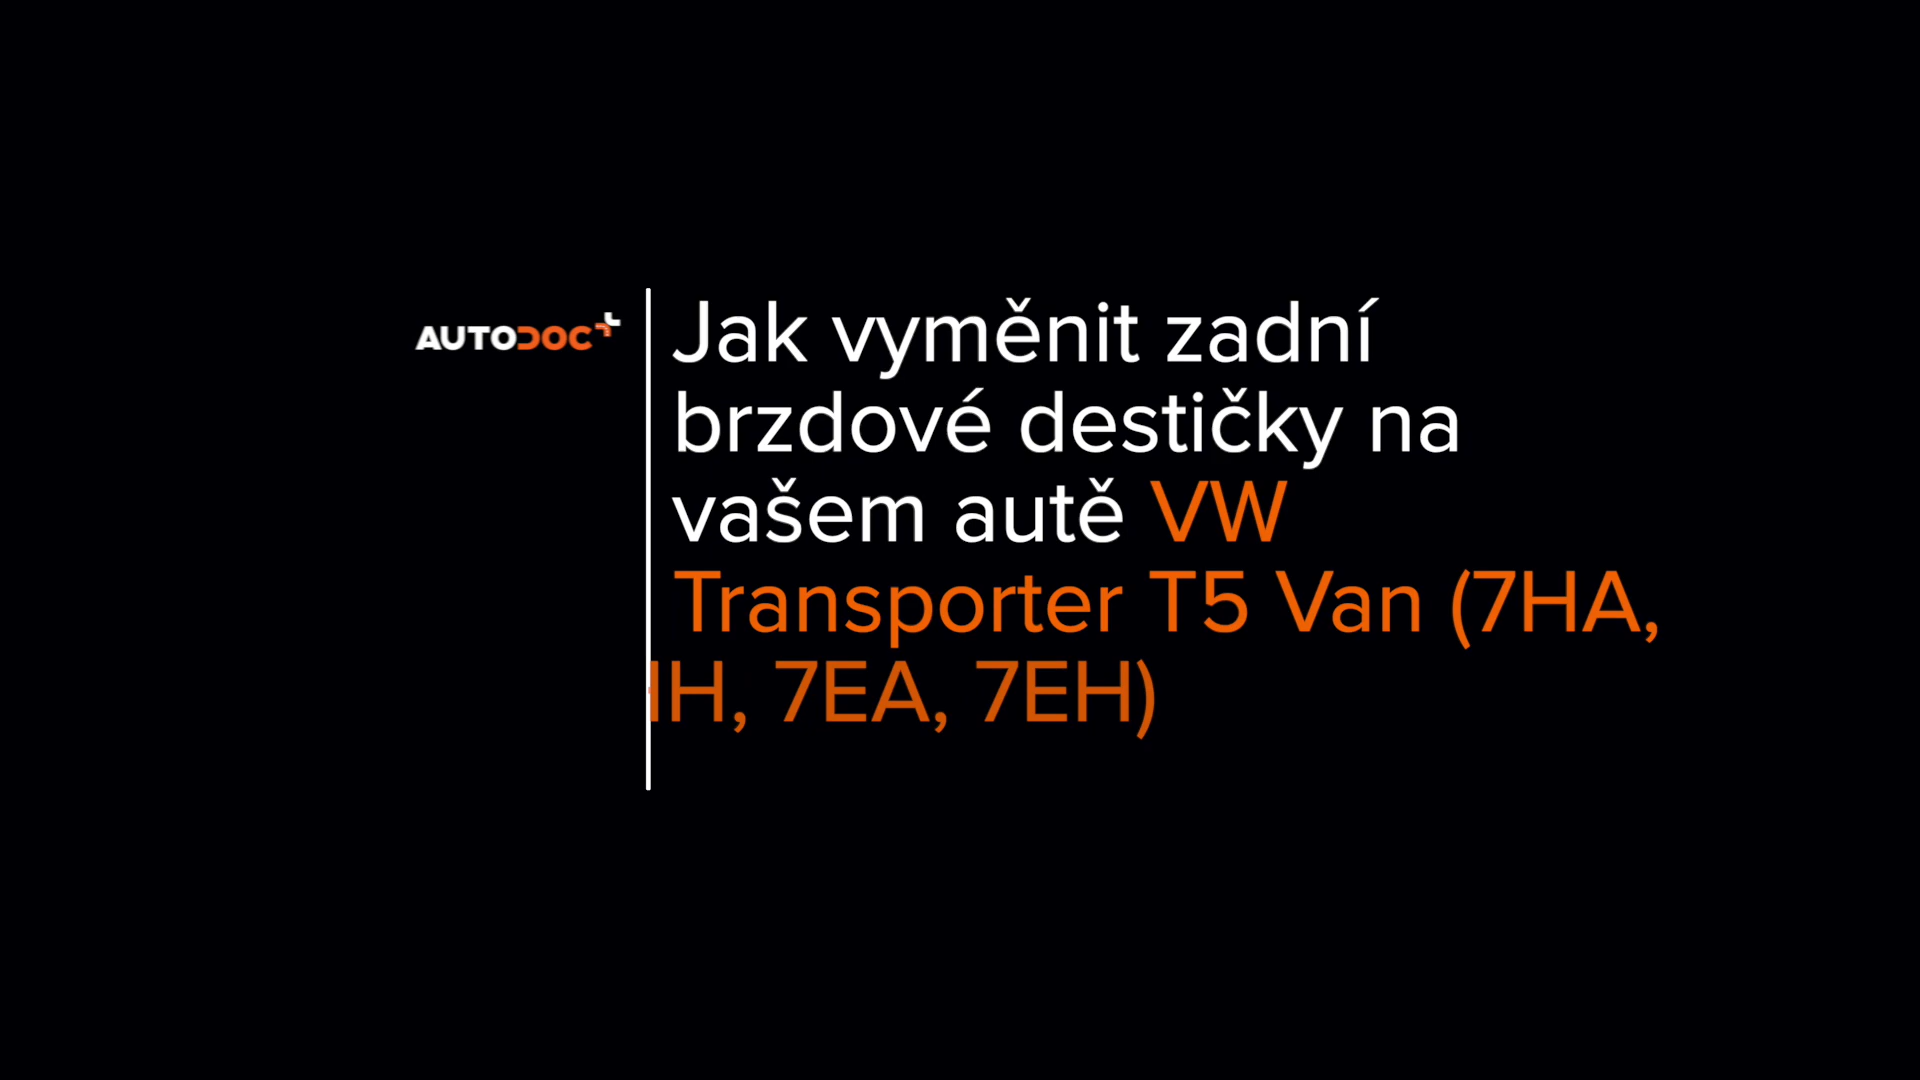 AUTODOC
Jak vyměnit zadní
brzdové destičky na
vašem autě VW
Transporter T5 Van (7HA,
H, 7EA, 7EH)